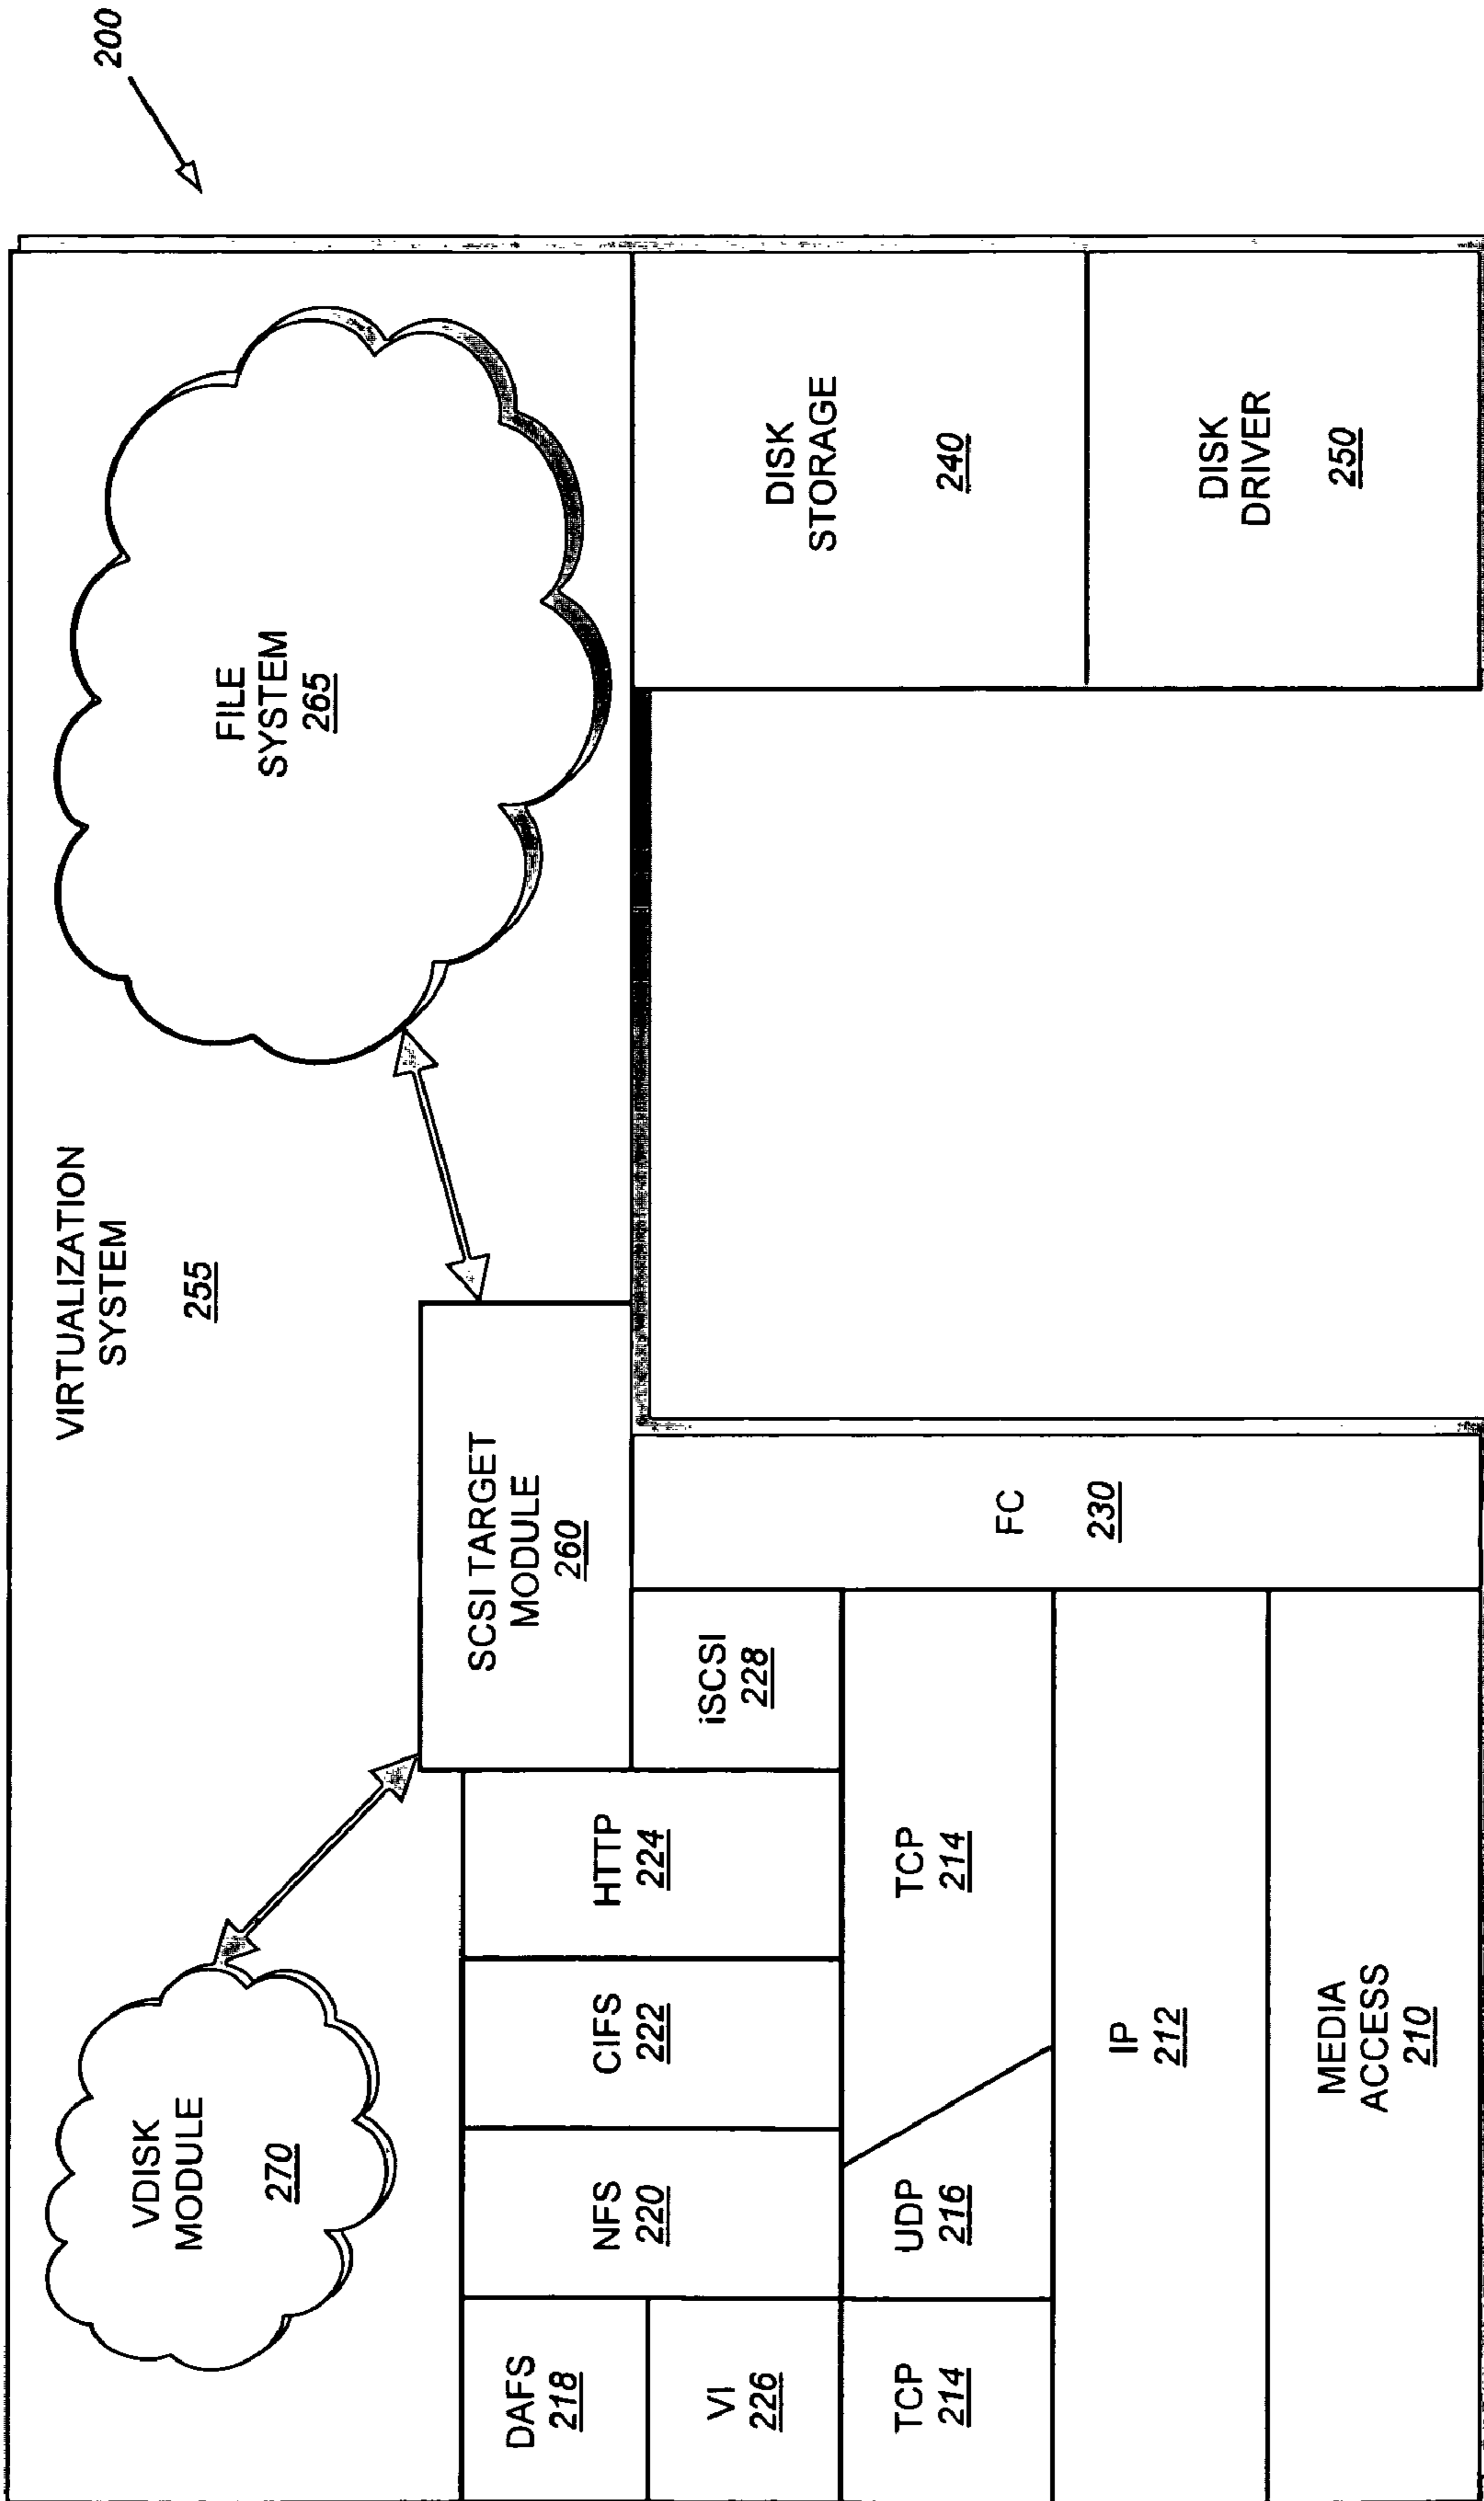 200
VIRTUALIZATION
SYSTEM
255
VDISK
MODULE
270
FILE
SYSTEM
265
SCSI TARGET
MODULE
260
DAFS
218
VI
226
NFS
220
CIFS
222
HTTP
224
iSCSI
228
TCP
214
UDP
216
TCP
214
IP
212
MEDIA
ACCESS
210
FC
230
DISK
STORAGE
240
DISK
DRIVER
250